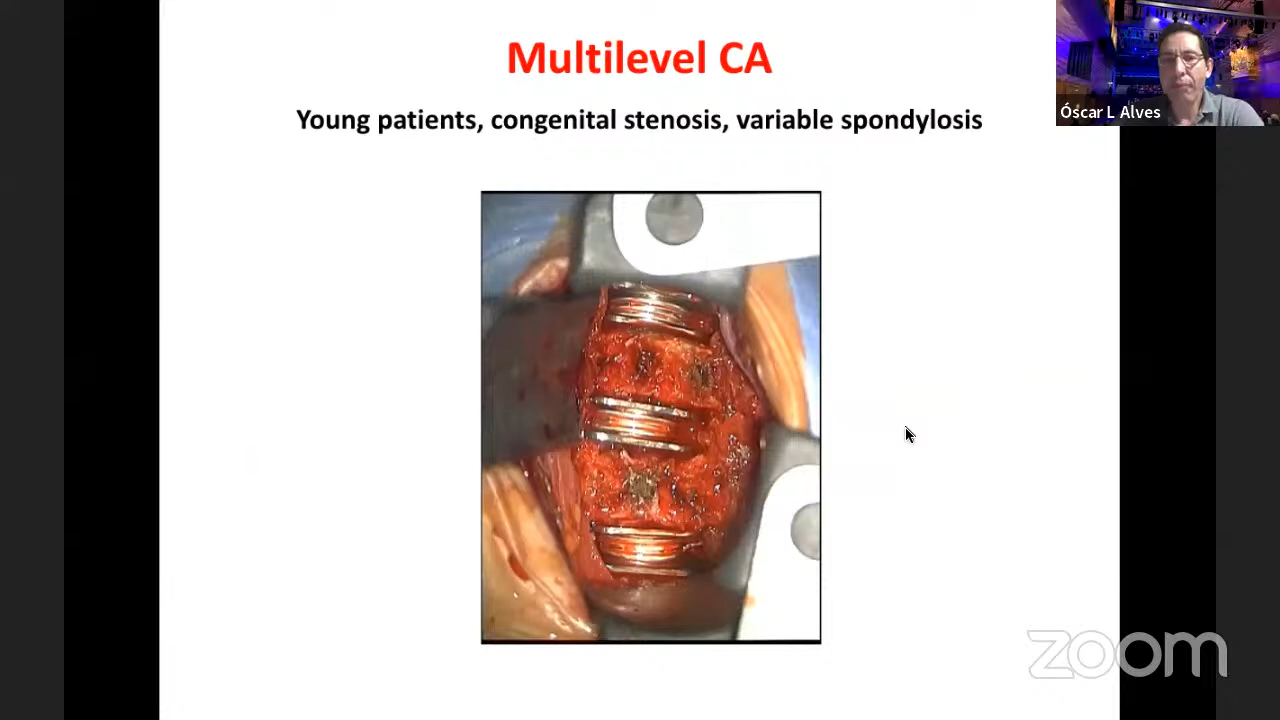 Multilevel CA
Óscar L Alves
Young patients, congenital stenosis, variable spondylosis
zoom